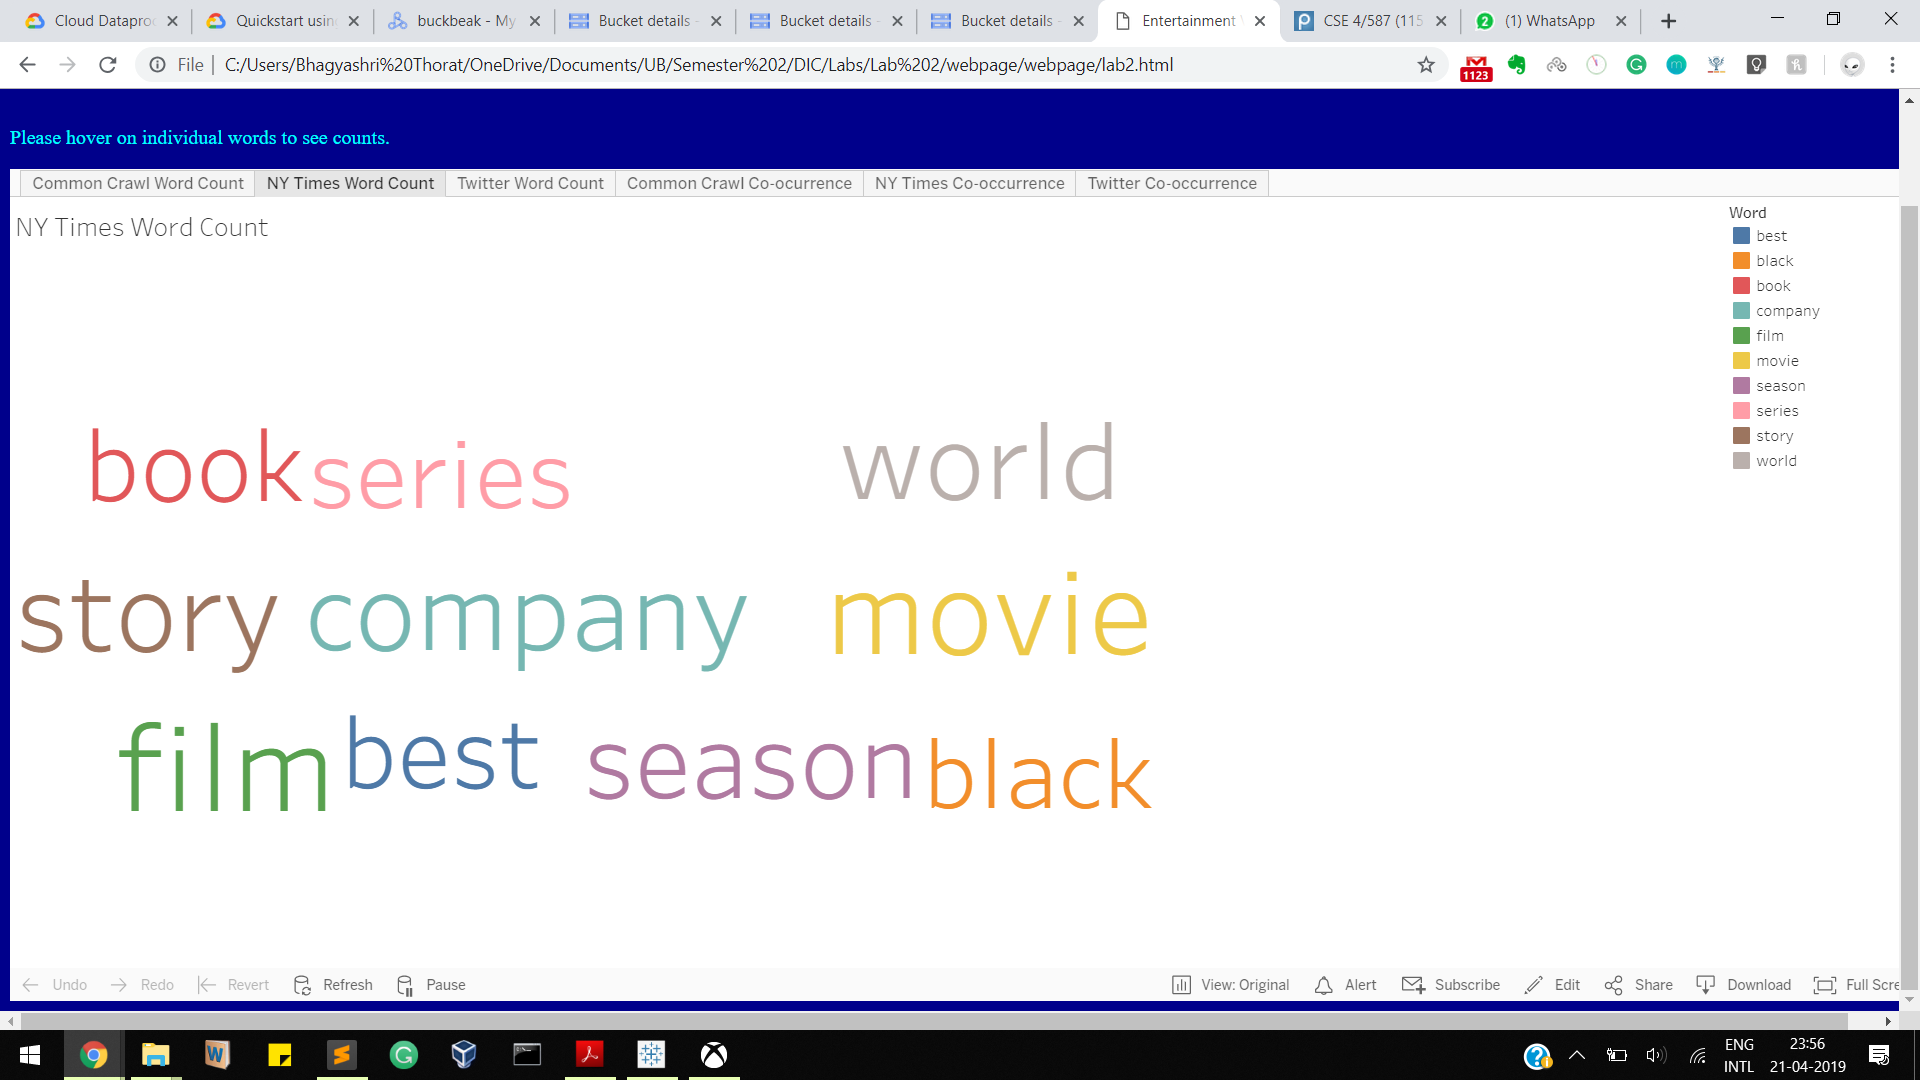 Cloud Dataproc
Quickstart using
buckbeak - My
Bucket details -
Bucket details -
Bucket details -
Entertainment
CSE 4/587 (115
(1) WhatsApp
File | C:/Users/Bhagyashri%20Thorat/OneDrive/Documents/UB/Semester%202/DIC/Labs/Lab%202/webpage/webpage/lab2.html
1123
Please hover on individual words to see counts.
Common Crawl Word Count
NY Times Word Count
Twitter Word Count
Common Crawl Co-ocurrence
NY Times Co-occurrence
Twitter Co-occurrence
NY Times Word Count
Word
best
black
book
company
film
movie
season
series
story
world
book series world
story company movie
film best season black
Undo Redo Revert Refresh Pause View: Original Alert Subscribe Edit Share Download Full Scre
ENG
INTL
23:56
21-04-2019